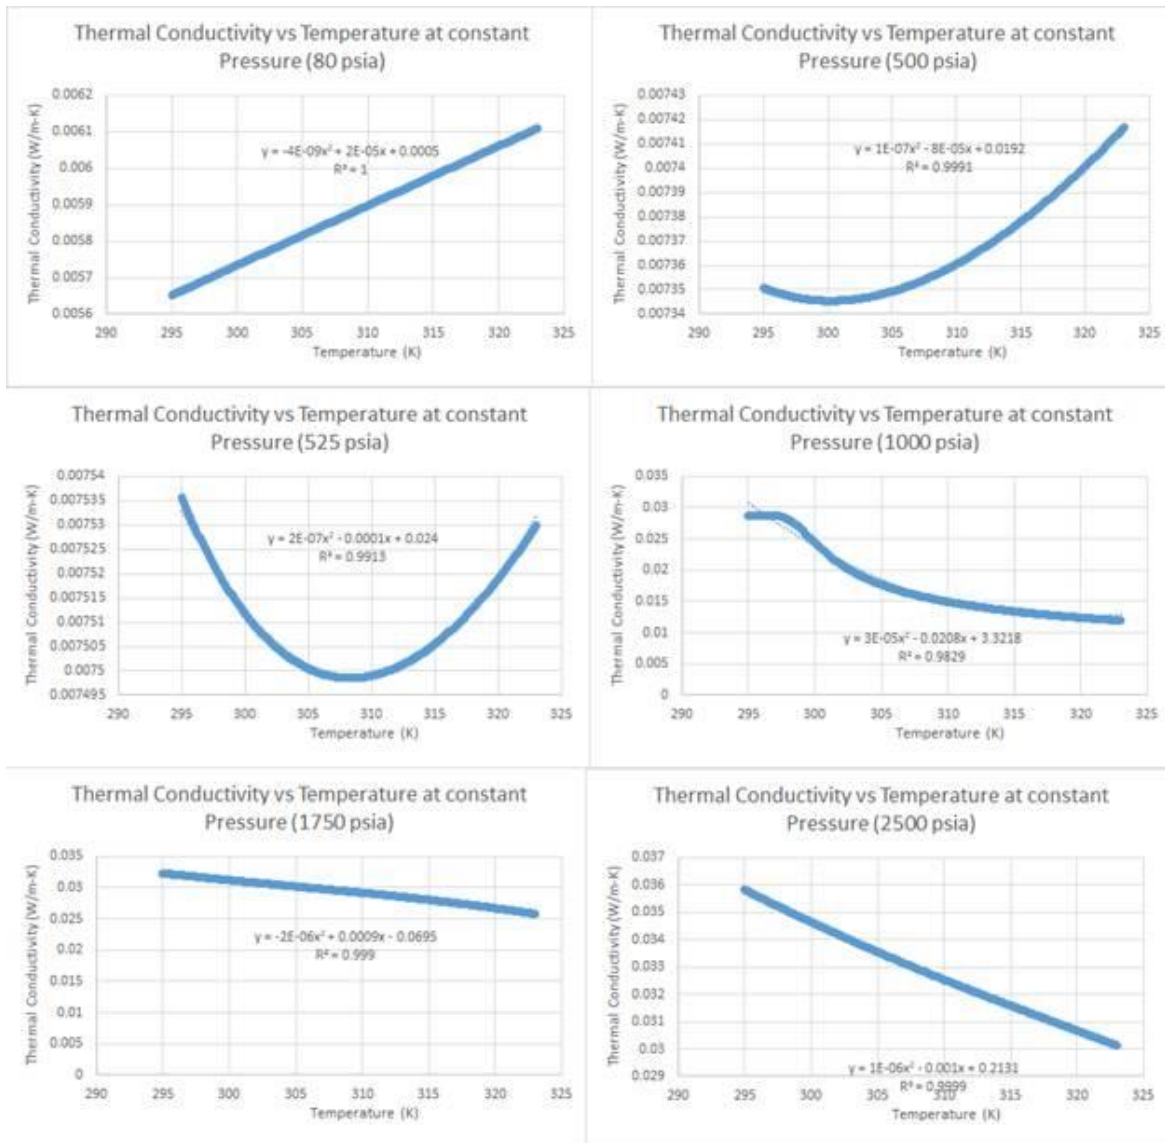 Thermal Conductivity vs Temperature at constant
Pressure (80 psia)
Thermal Conductivity (W/m-K)
0.0062
0.0061
0.006
0.0059
0.0058
0.0057
0.0056
y = -4E-09x² + 2E-05x + 0.0005
R² = 1
290 295 300 305 310 315 320 325
Temperature (K)
Thermal Conductivity vs Temperature at constant
Pressure (500 psia)
Thermal Conductivity (W/m-K)
0.00743
0.00742
0.00741
0.0074
0.00739
0.00738
0.00737
0.00736
0.00735
0.00734
y = 1E-07x² - 8E-05x + 0.0192
R² = 0.9991
290 295 300 305 310 315 320 325
Temperature (K)
Thermal Conductivity vs Temperature at constant
Pressure (525 psia)
Thermal Conductivity (W/m-K)
0.00754
0.007535
0.00753
0.007525
0.00752
0.007515
0.00751
0.007505
0.0075
0.007495
y = 2E-07x² - 0.0001x + 0.024
R² = 0.9913
290 295 300 305 310 315 320 325
Temperature (K)
Thermal Conductivity vs Temperature at constant
Pressure (1000 psia)
Thermal Conductivity (W/m-K)
0.035
0.03
0.025
0.02
0.015
0.01
0.005
0
y = 3E-05x² - 0.0208x + 3.3218
R² = 0.9829
290 295 300 305 310 315 320 325
Temperature (K)
Thermal Conductivity vs Temperature at constant
Pressure (1750 psia)
Thermal Conductivity (W/m-K)
0.035
0.03
0.025
0.02
0.015
0.01
0.005
0
y = -2E-06x² + 0.0009x - 0.0695
R² = 0.999
290 295 300 305 310 315 320 325
Temperature (K)
Thermal Conductivity vs Temperature at constant
Pressure (2500 psia)
Thermal Conductivity (W/m-K)
0.037
0.036
0.035
0.034
0.033
0.032
0.031
0.03
0.029
y = 1E-06x² - 0.001x + 0.2131
R² = 0.9999
290 295 300 305 310 315 320 325
Temperature (K)